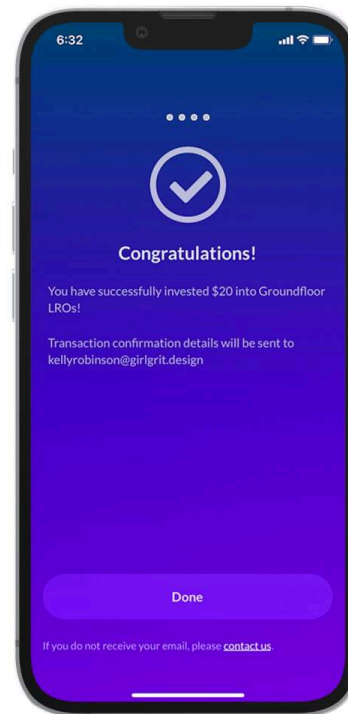 6:32
Congratulations!
You have successfully invested $20 into Groundfloor
LROs!
Transaction confirmation details will be sent to
kellyrobinson@girlgrit.design
Done
If you do not receive your email, please contact us.